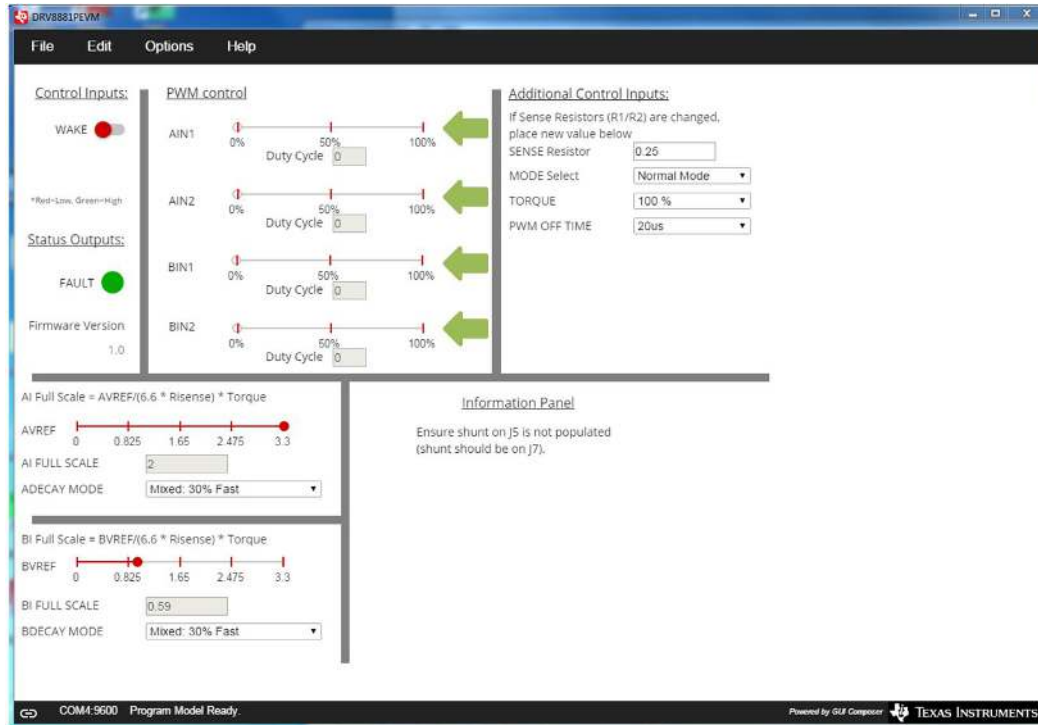 DRV8881PEVM
File Edit Options Help
Control Inputs:
WAKE
*Red=Low, Green=High
Status Outputs:
FAULT
Firmware Version
1.0
PWM control
AIN1
0% 50% 100%
Duty Cycle 0
AIN2
0% 50% 100%
Duty Cycle 0
BIN1
0% 50% 100%
Duty Cycle 0
BIN2
0% 50% 100%
Duty Cycle 0
Additional Control Inputs:
If Sense Resistors (R1/R2) are changed,
place new value below
SENSE Resistor 0.25
MODE Select Normal Mode
TORQUE 100 %
PWM OFF TIME 20us
AI Full Scale = AVREF/(6.6 * Risense) * Torque
AVREF
0 0.825 1.65 2.475 3.3
AI FULL SCALE 2
ADECAY MODE Mixed: 30% Fast
BI Full Scale = BVREF/(6.6 * Risense) * Torque
BVREF
0 0.825 1.65 2.475 3.3
BI FULL SCALE 0.59
BDECAY MODE Mixed: 30% Fast
Information Panel
Ensure shunt on J5 is not populated
(shunt should be on J7).
COM4:9600 Program Model Ready.
Powered by GUI Composer TEXAS INSTRUMENTS